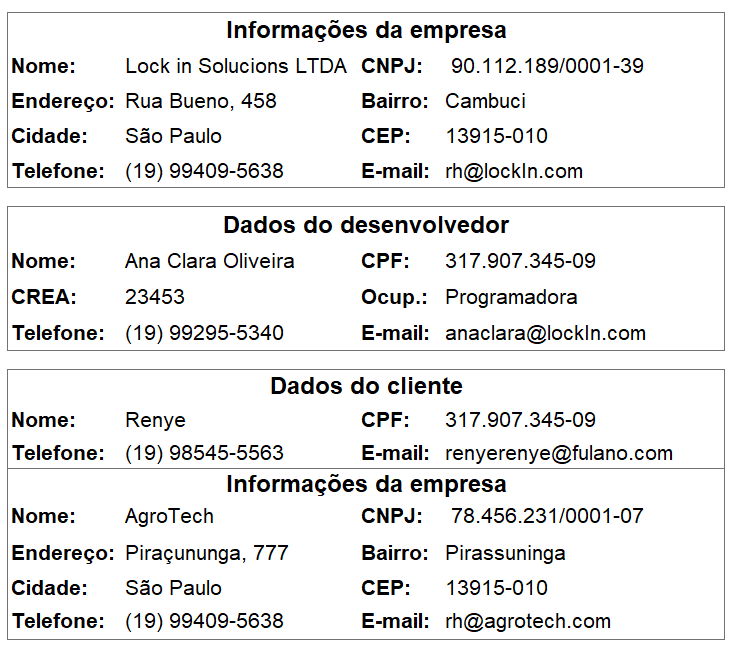 Informações da empresa
Nome: Lock in Solucions LTDA CNPJ: 90.112.189/0001-39
Endereço: Rua Bueno, 458 Bairro: Cambuci
Cidade: São Paulo CEP: 13915-010
Telefone: (19) 99409-5638 E-mail: rh@lockIn.com
Dados do desenvolvedor
Nome: Ana Clara Oliveira CPF: 317.907.345-09
CREA: 23453 Ocup.: Programadora
Telefone: (19) 99295-5340 E-mail: anaclara@lockIn.com
Dados do cliente
Nome: Renye CPF: 317.907.345-09
Telefone: (19) 98545-5563 E-mail: renyerenye@fulano.com
Informações da empresa
Nome: AgroTech CNPJ: 78.456.231/0001-07
Endereço: Piraçununga, 777 Bairro: Pirassuninga
Cidade: São Paulo CEP: 13915-010
Telefone: (19) 99409-5638 E-mail: rh@agrotech.com